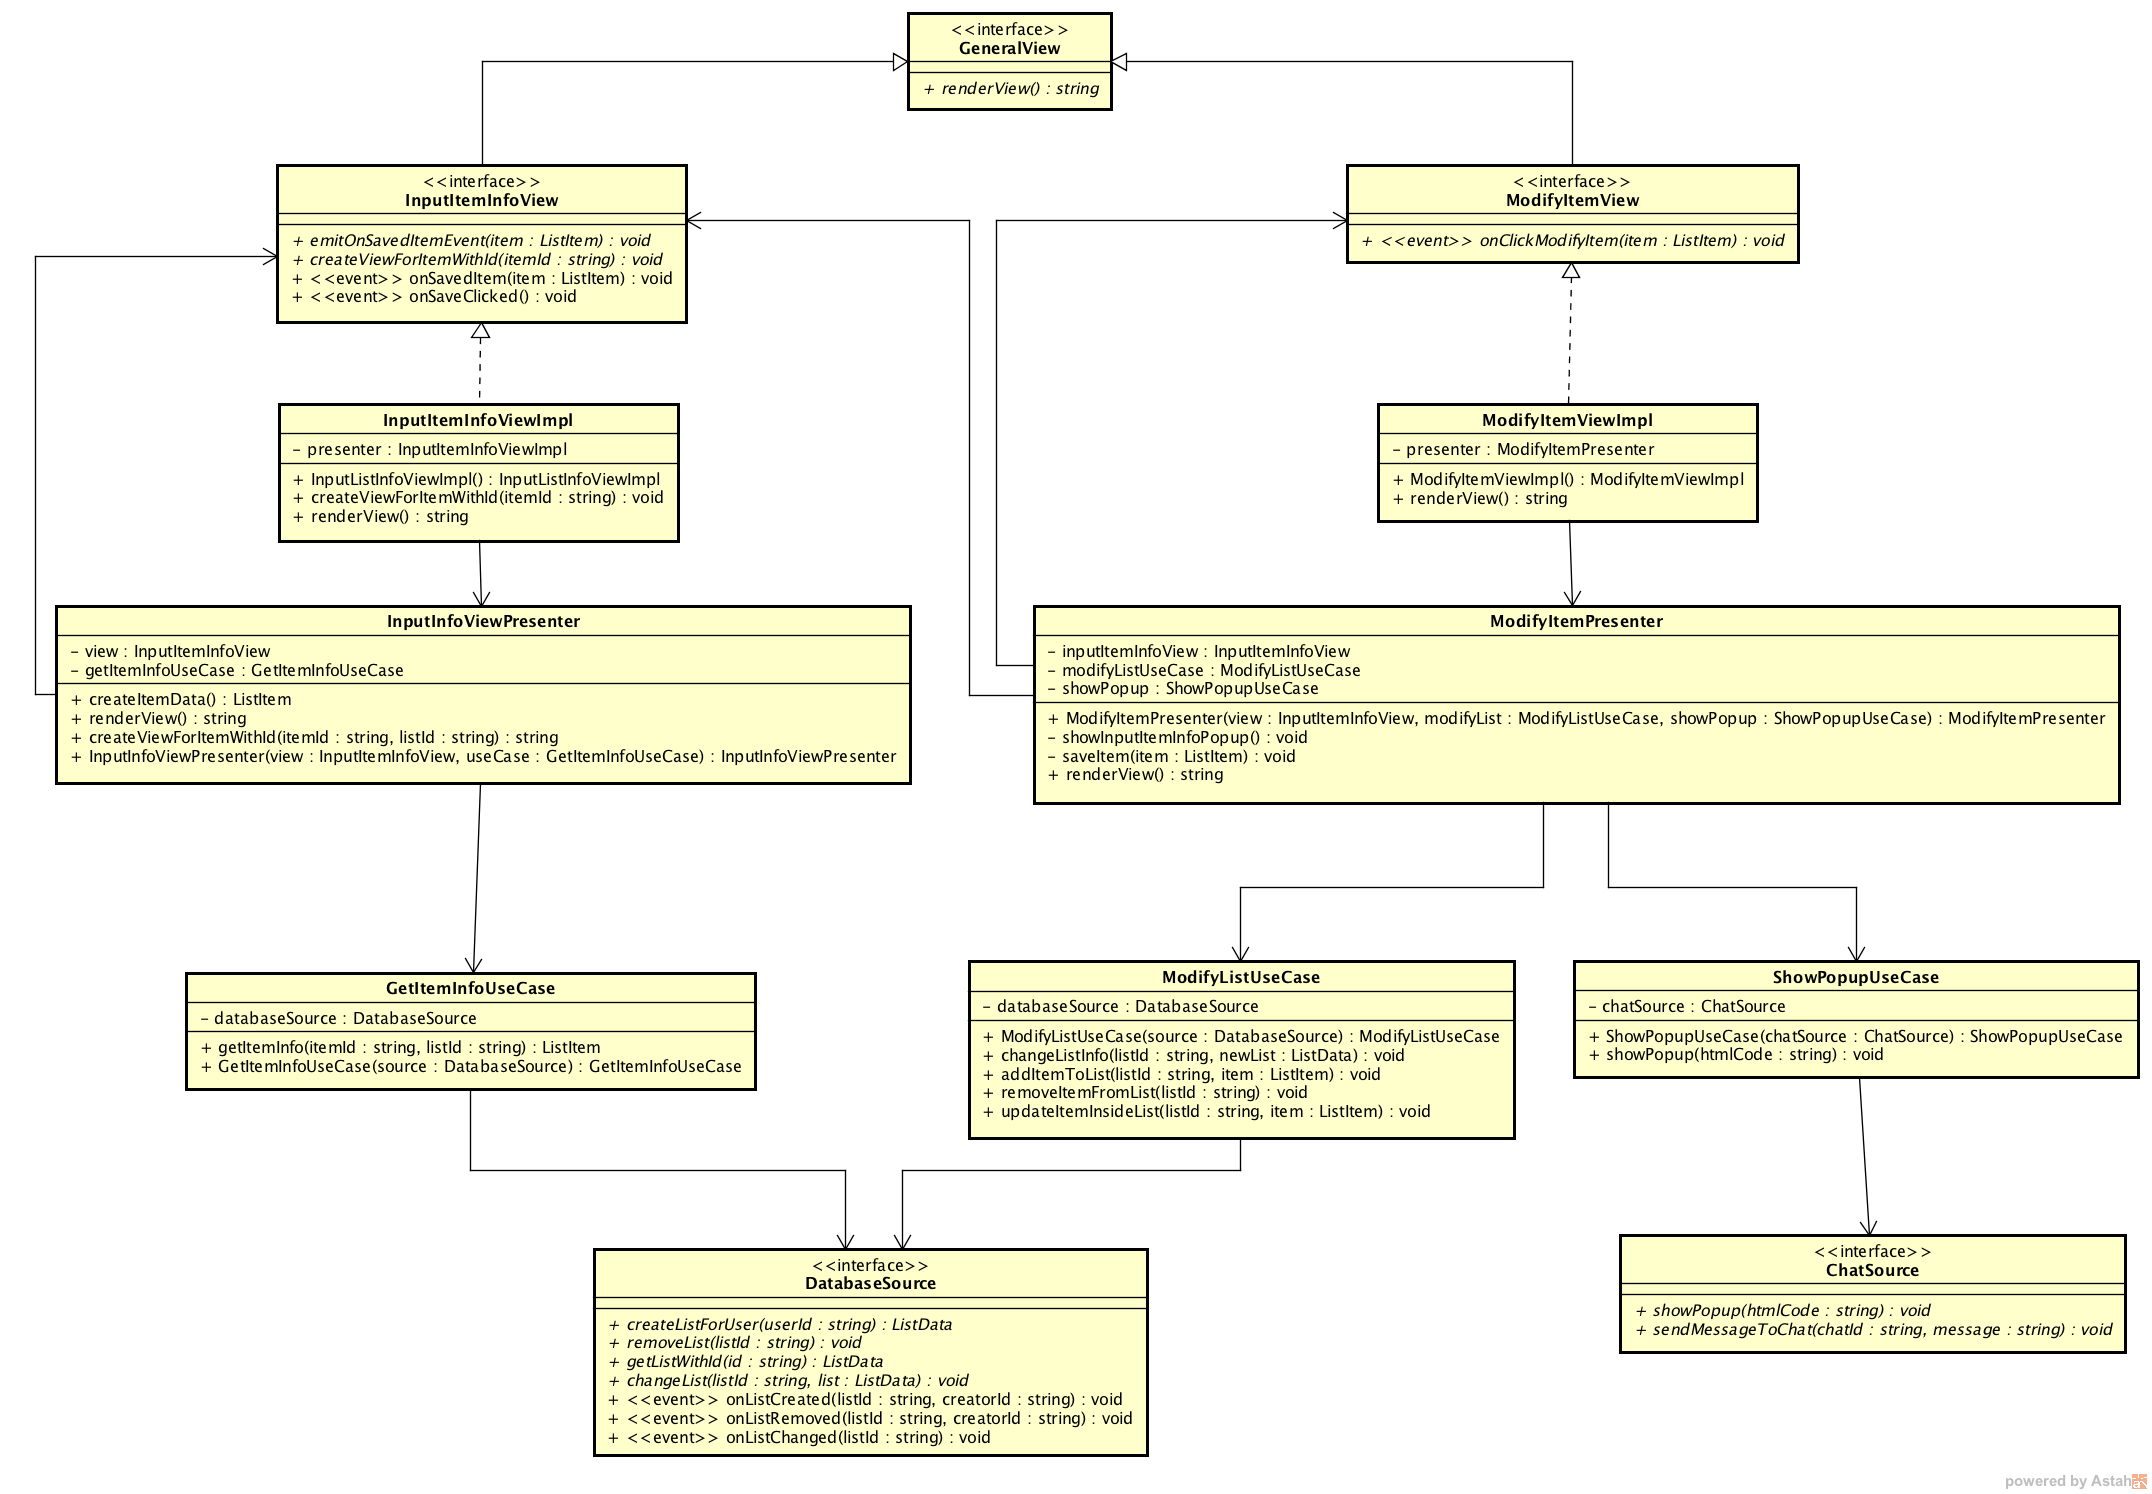 <<interface>>
GeneralView
+ renderView() : string
<<interface>>
InputItemInfoView
+ emitOnSavedItemEvent(item : ListItem) : void
+ createViewForItemWithId(itemId : string) : void
+ <<event>> onSavedItem(item : ListItem) : void
+ <<event>> onSaveClicked() : void
<<interface>>
ModifyItemView
+ <<event>> onClickModifyItem(item : ListItem) : void
InputItemInfoViewImpl
- presenter : InputItemInfoViewImpl
+ InputListInfoViewImpl() : InputListInfoViewImpl
+ createViewForItemWithId(itemId : string) : void
+ renderView() : string
ModifyItemViewImpl
- presenter : ModifyItemPresenter
+ ModifyItemViewImpl() : ModifyItemViewImpl
+ renderView() : string
InputInfoViewPresenter
- view : InputItemInfoView
- getItemInfoUseCase : GetItemInfoUseCase
+ createItemData() : ListItem
+ renderView() : string
+ createViewForItemWithId(itemId : string, listId : string) : string
+ InputInfoViewPresenter(view : InputItemInfoView, useCase : GetItemInfoUseCase) : InputInfoViewPresenter
ModifyItemPresenter
- inputItemInfoView : InputItemInfoView
- modifyListUseCase : ModifyListUseCase
- showPopup : ShowPopupUseCase
+ ModifyItemPresenter(view : InputItemInfoView, modifyList : ModifyListUseCase, showPopup : ShowPopupUseCase) : ModifyItemPresenter
- showInputItemInfoPopup() : void
- saveItem(item : ListItem) : void
+ renderView() : string
GetItemInfoUseCase
- databaseSource : DatabaseSource
+ getItemInfo(itemId : string, listId : string) : ListItem
+ GetItemInfoUseCase(source : DatabaseSource) : GetItemInfoUseCase
ModifyListUseCase
- databaseSource : DatabaseSource
+ ModifyListUseCase(source : DatabaseSource) : ModifyListUseCase
+ changeListInfo(listId : string, newList : ListData) : void
+ addItemToList(listId : string, item : ListItem) : void
+ removeItemFromList(listId : string) : void
+ updateItemInsideList(listId : string, item : ListItem) : void
ShowPopupUseCase
- chatSource : ChatSource
+ ShowPopupUseCase(chatSource : ChatSource) : ShowPopupUseCase
+ showPopup(htmlCode : string) : void
<<interface>>
DatabaseSource
+ createListForUser(userId : string) : ListData
+ removeList(listId : string) : void
+ getListWithId(id : string) : ListData
+ changeList(listId : string, list : ListData) : void
+ <<event>> onListCreated(listId : string, creatorId : string) : void
+ <<event>> onListRemoved(listId : string, creatorId : string) : void
+ <<event>> onListChanged(listId : string) : void
<<interface>>
ChatSource
+ showPopup(htmlCode : string) : void
+ sendMessageToChat(chatId : string, message : string) : void
powered by Astah